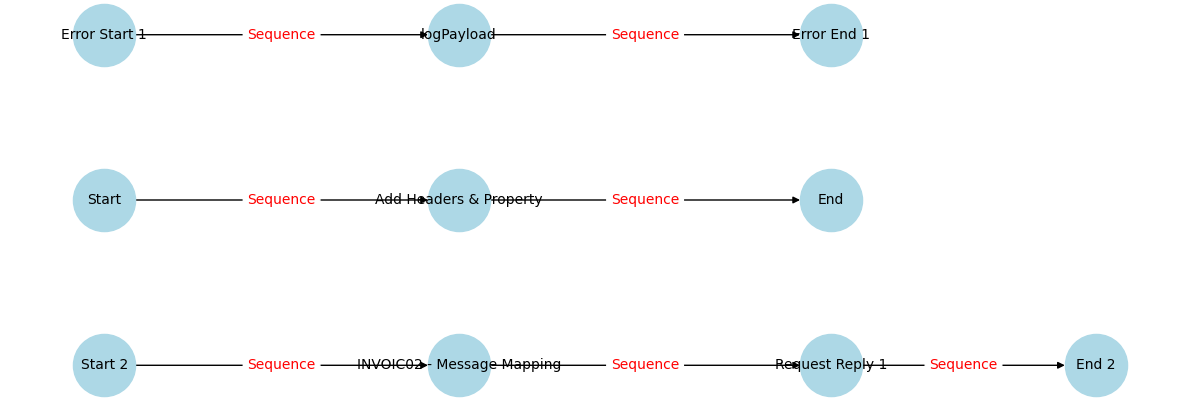 Error Start 1 Sequence logPayload Sequence Error End 1
Start Sequence Add Headers & Property Sequence End
Start 2 Sequence INVOIC02 - Message Mapping Sequence Request Reply 1 Sequence End 2